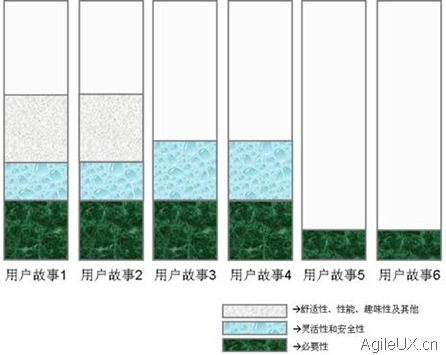 用户故事1 用户故事2 用户故事3 用户故事4 用户故事5 用户故事6
→舒适性、性能、趣味性及其他
→灵活性和安全性
→必要性
AgileUX.cn